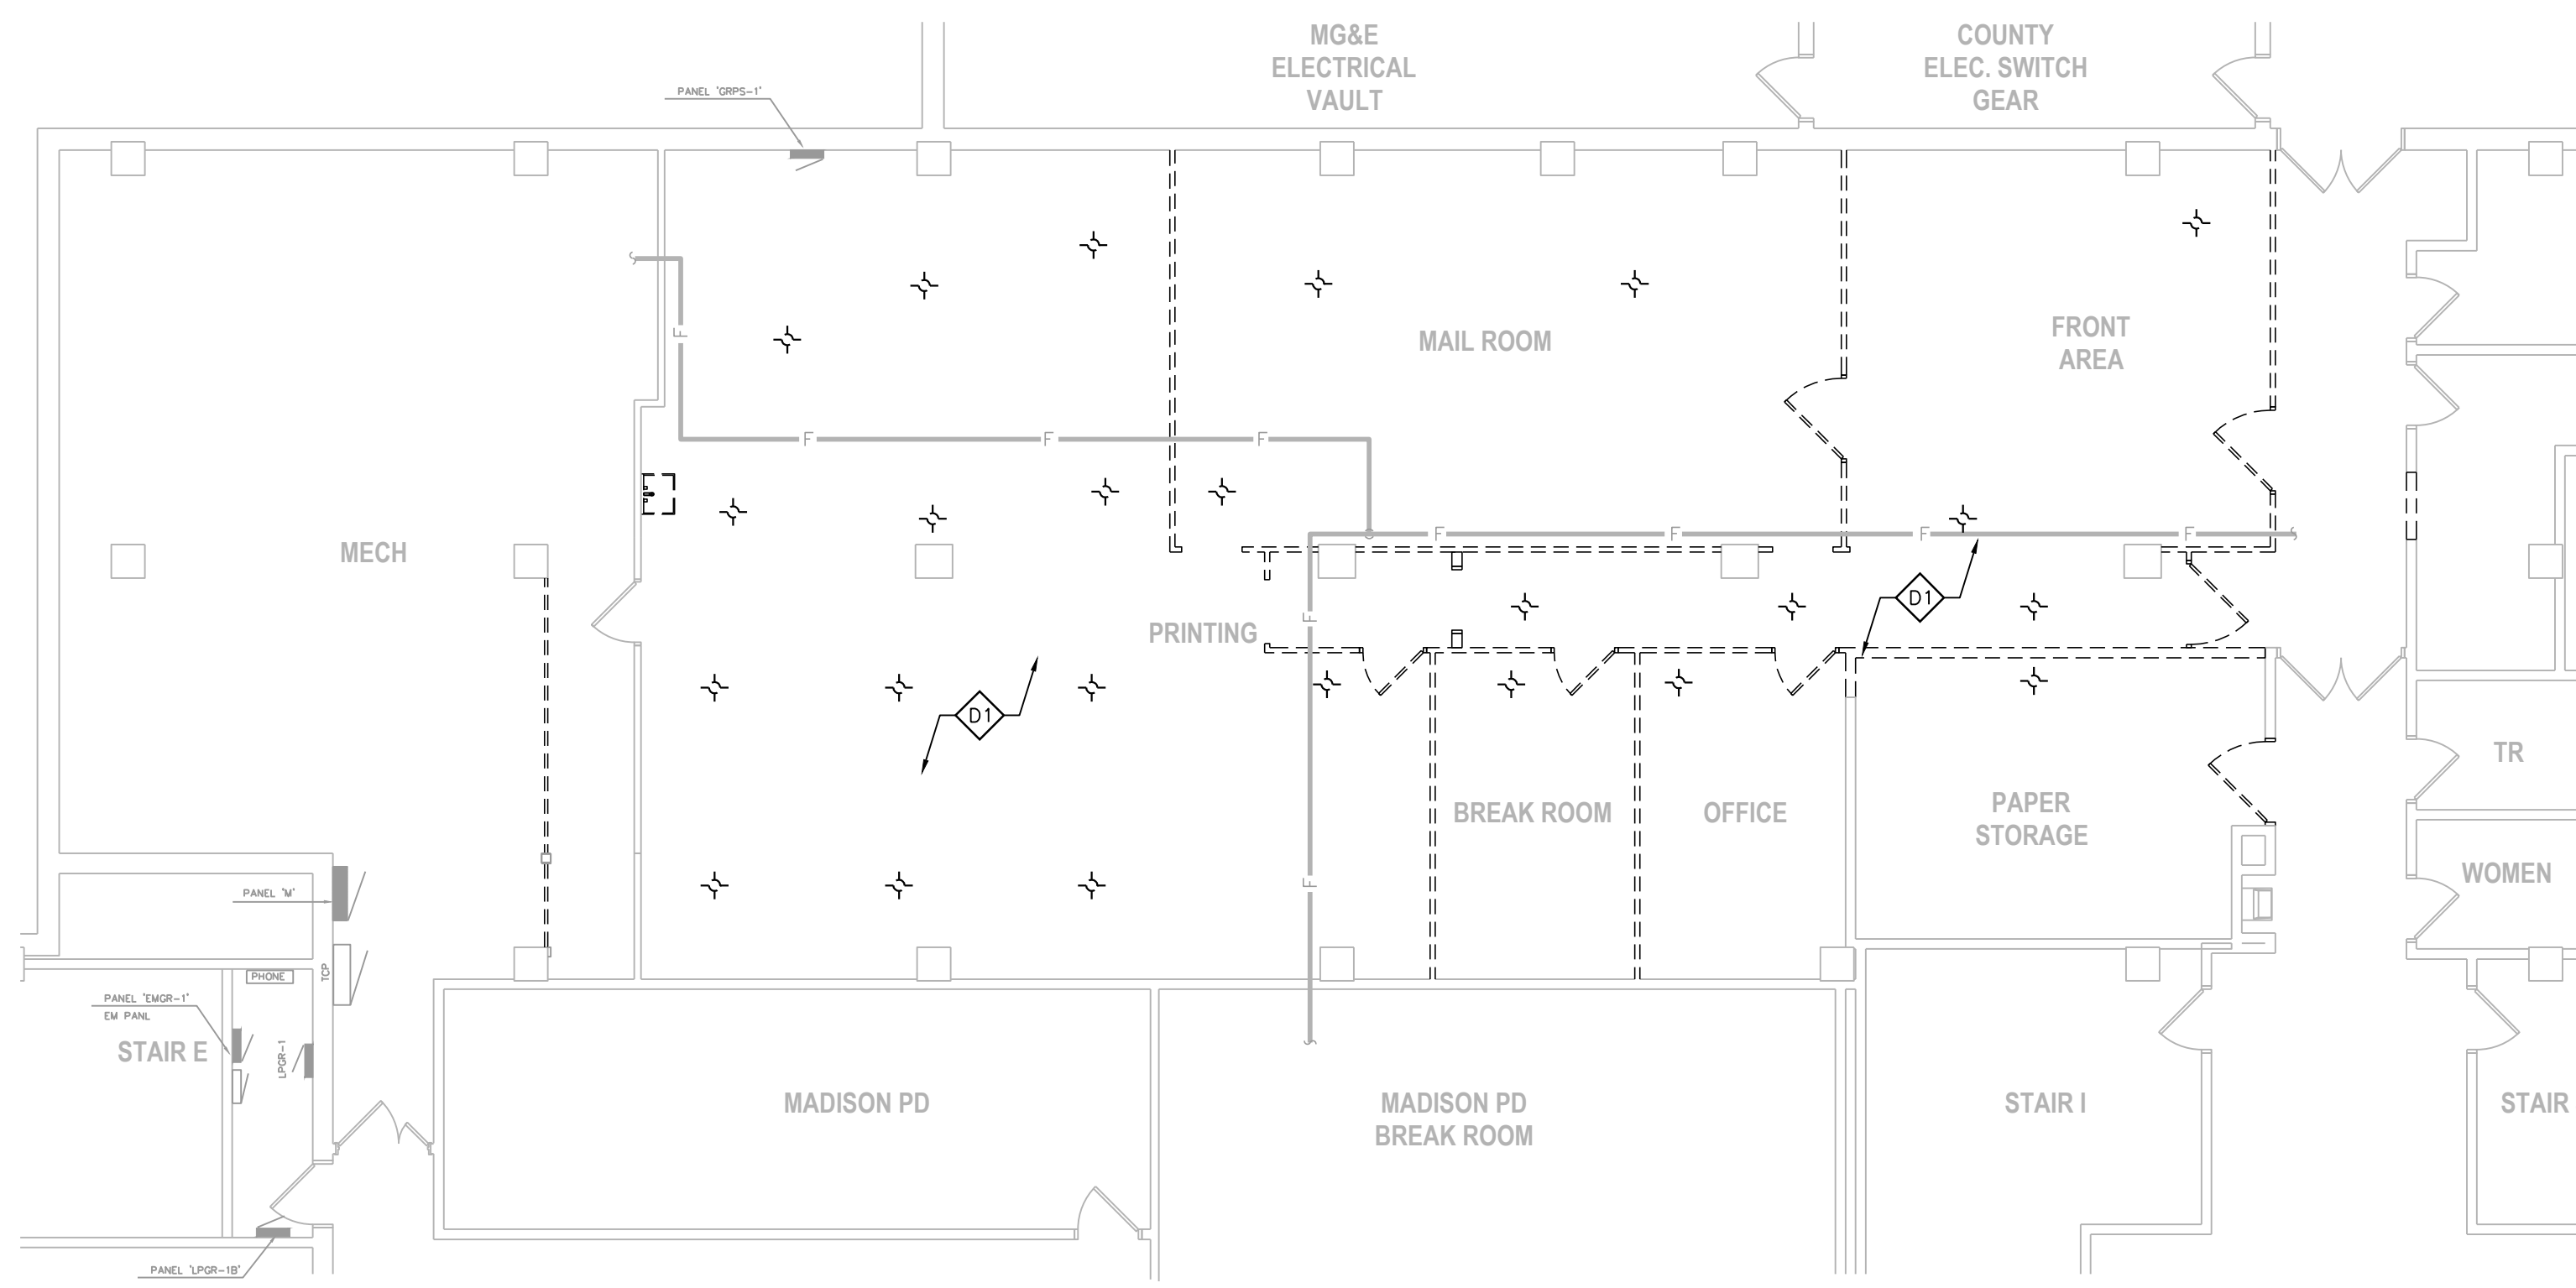 MG&E
ELECTRICAL
VAULT
COUNTY
ELEC. SWITCH
GEAR
PANEL 'GRPS-1'
F
MAIL ROOM
FRONT
AREA
F
F
F
MECH
F
F
F
F
D1
F
PRINTING
D1
TR
BREAK ROOM
OFFICE
PAPER
STORAGE
WOMEN
F
PANEL 'M'
TCP
PHONE
PANEL 'EMGR-1'
EM PANL
STAIR E
LPGR-1
MADISON PD
MADISON PD
BREAK ROOM
STAIR I
STAIR
PANEL 'LPGR-1B'